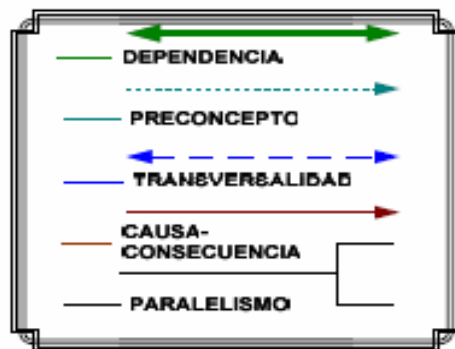 DEPENDENCIA
PRECONCEPTO
TRANSVERSALIDAD
CAUSA-
CONSECUENCIA
PARALELISMO